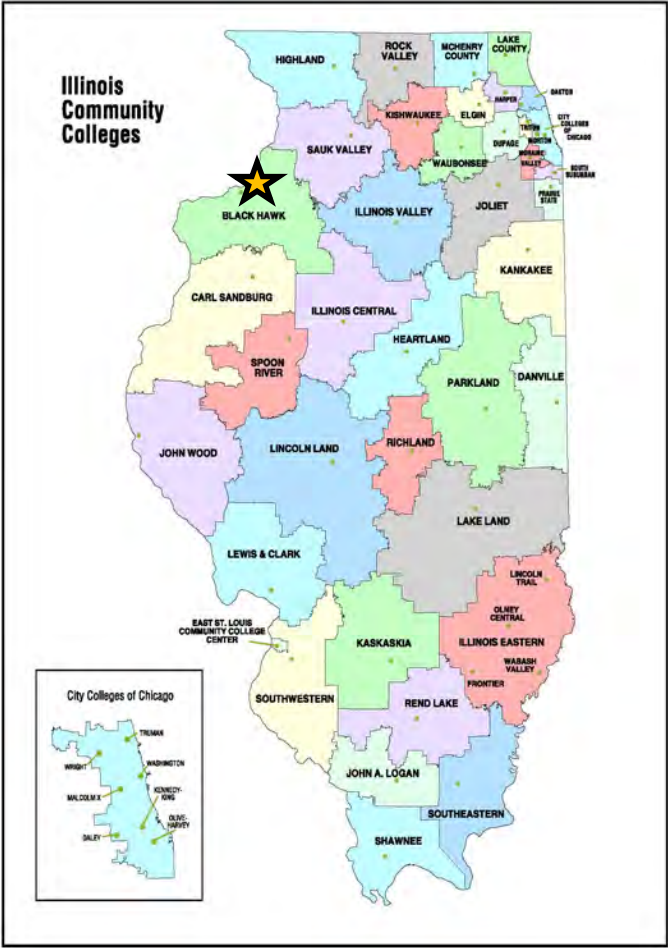 Illinois
Community
Colleges
HIGHLAND
ROCK
VALLEY
MCHENRY
COUNTY
LAKE
COUNTY
HARPER
OAKTON
KISHWAUKEE
ELGIN
CITY
COLLEGES
OF
CHICAGO
TRITON
MORTON
DUPAGE
MORAINE
VALLEY
SAUK VALLEY
WAUBONSEE
SOUTH
SUBURBAN
PRAIRIE
STATE
BLACK HAWK
ILLINOIS VALLEY
JOLIET
KANKAKEE
CARL SANDBURG
ILLINOIS CENTRAL
HEARTLAND
SPOON
RIVER
PARKLAND
DANVILLE
JOHN WOOD
LINCOLN LAND
RICHLAND
LAKE LAND
LEWIS & CLARK
LINCOLN
TRAIL
OLNEY
CENTRAL
ILLINOIS EASTERN
WABASH
VALLEY
FRONTIER
EAST ST. LOUIS
COMMUNITY COLLEGE
CENTER
KASKASKIA
SOUTHWESTERN
REND LAKE
JOHN A. LOGAN
SOUTHEASTERN
SHAWNEE
City Colleges of Chicago
TRUMAN
WRIGHT
WASHINGTON
MALCOLM X
KENNEDY-
KING
OLIVE-
HARVEY
DALEY